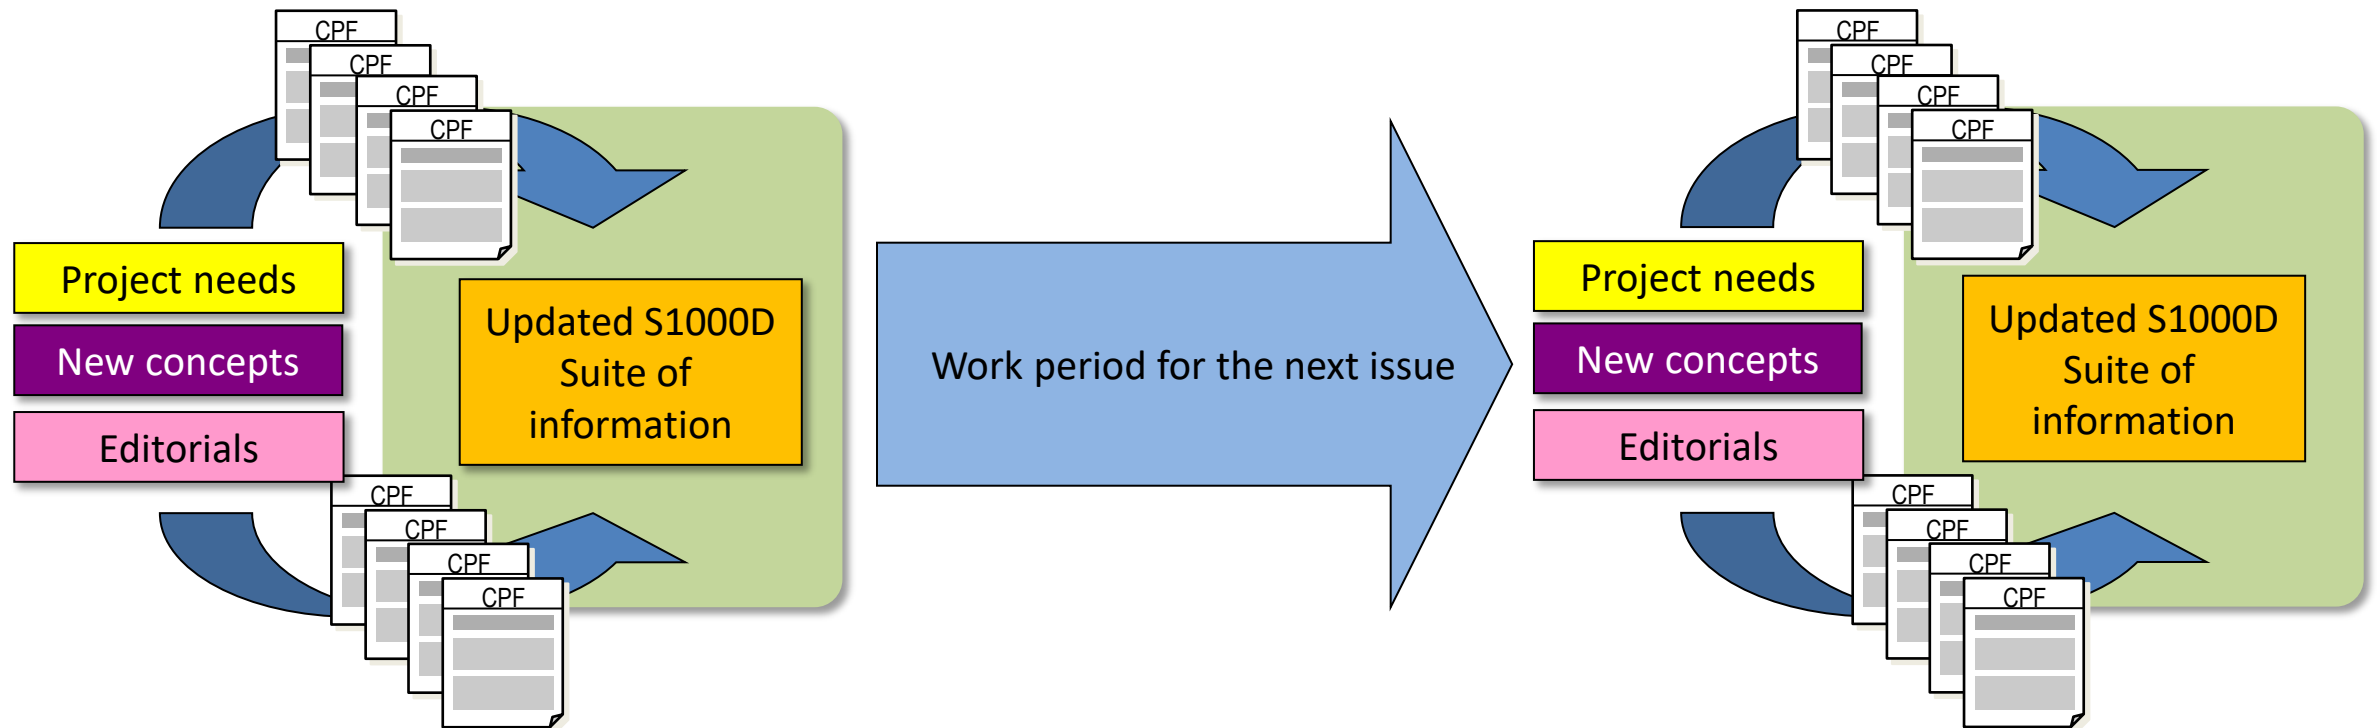 CPF
CPF
CPF
CPF
Project needs
New concepts
Editorials
Updated S1000D
Suite of
information
CPF
CPF
CPF
CPF
Work period for the next issue
CPF
CPF
CPF
CPF
Project needs
New concepts
Editorials
Updated S1000D
Suite of
information
CPF
CPF
CPF
CPF